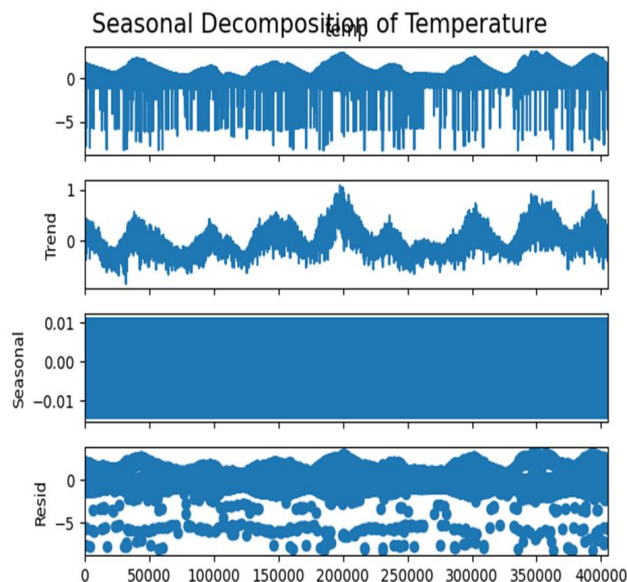 Seasonal Decomposition of Temperature
temp
0
−5
Trend
1
0
Seasonal
0.01
0.00
−0.01
Resid
0
−5
0 50000 100000 150000 200000 250000 300000 350000 400000